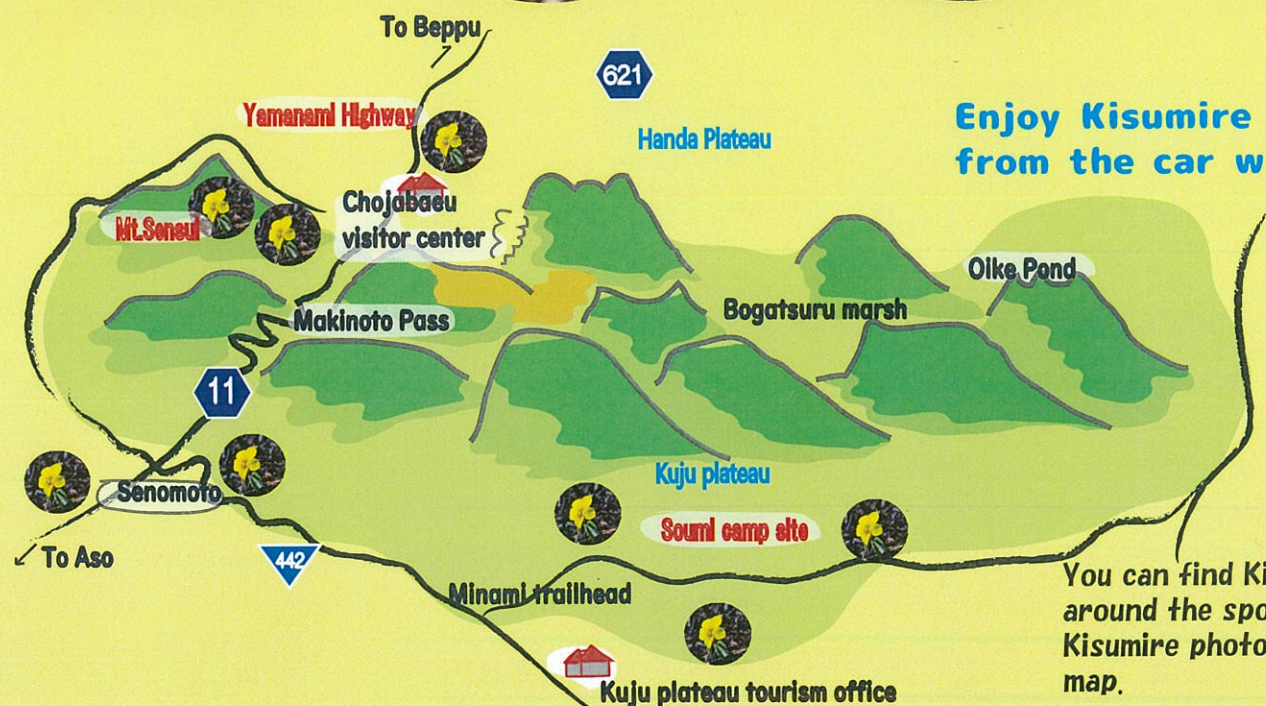 To Beppu
621
Yamanami Highway
Handa Plateau
Enjoy Kisumire
from the car w
Chojabaeu
visitor center
Mt.Sensui
Oike Pond
Bogatsuru marsh
Makinoto Pass
11
Kuju plateau
Senomoto
Soumi camp site
To Aso
442
Minami trailhead
You can find Ki
around the spo
Kisumire photo
map.
Kuju plateau tourism office